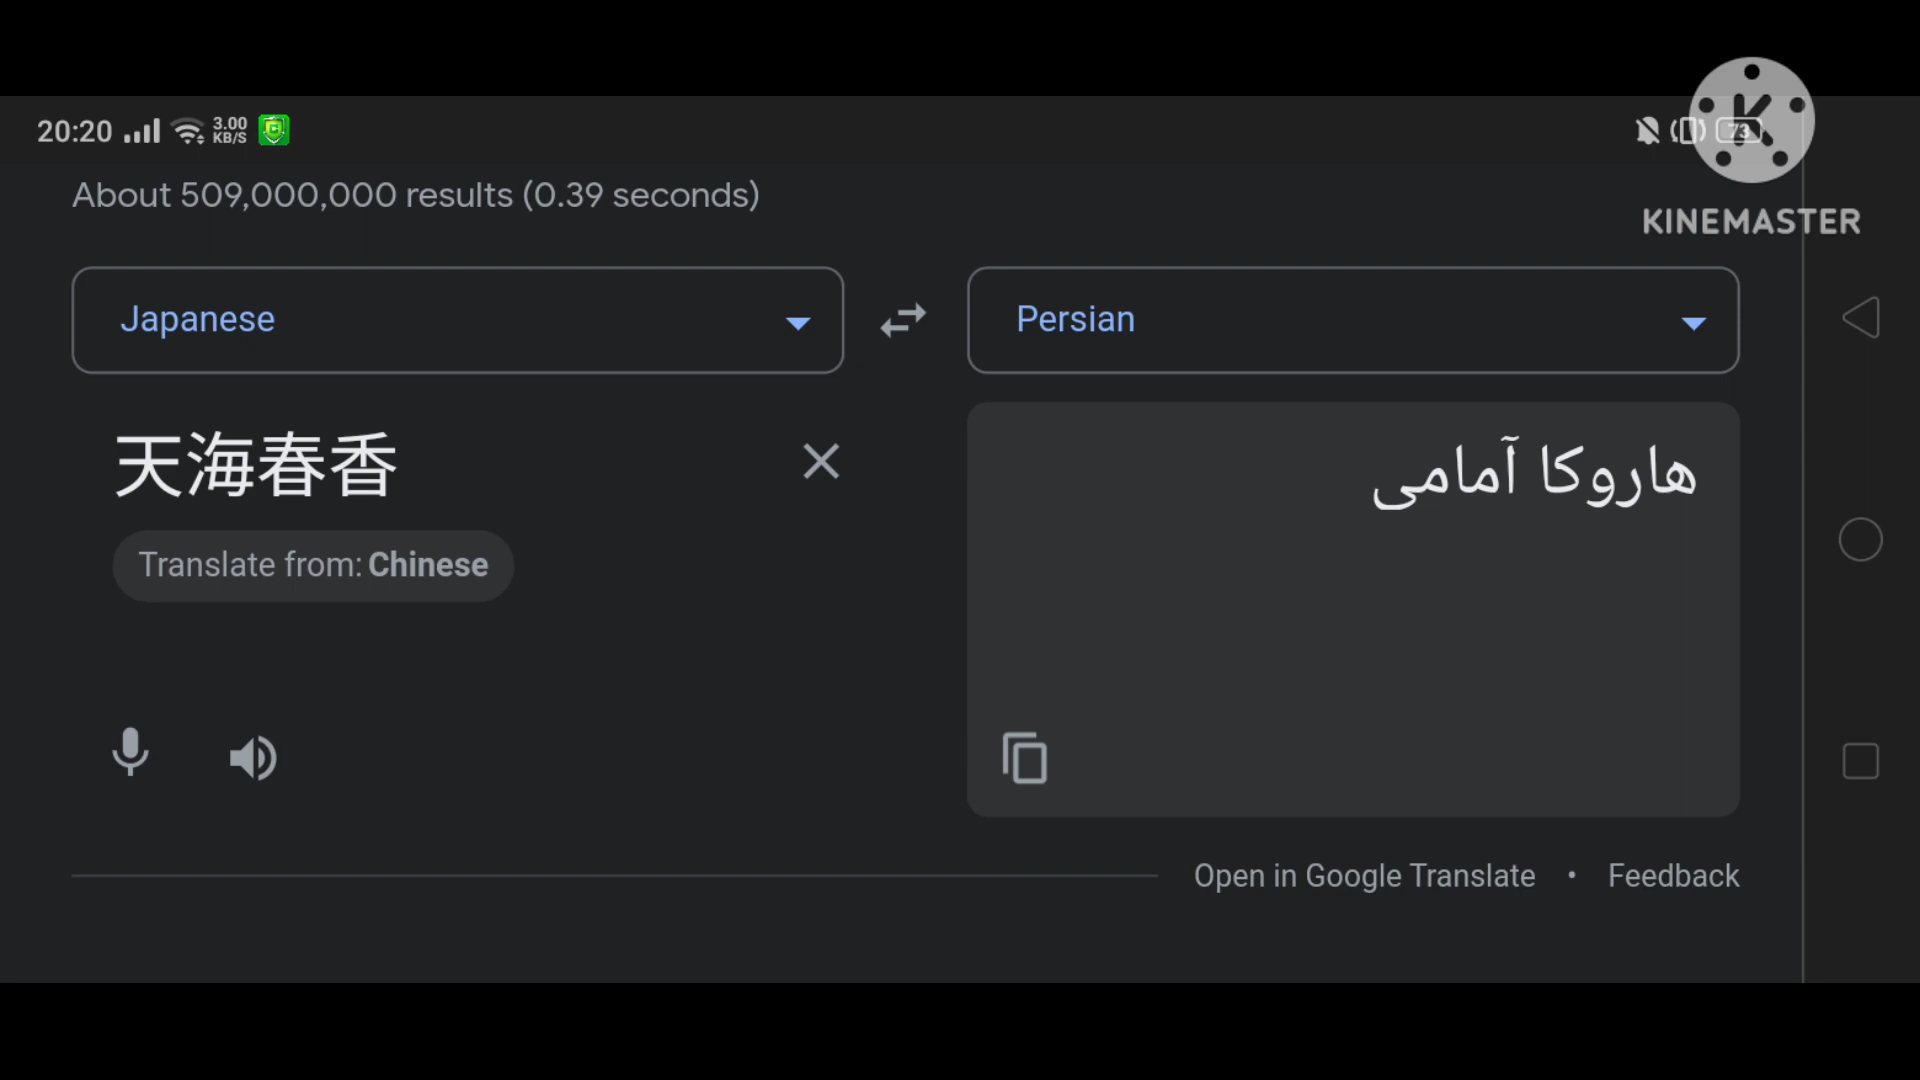 20:20 3.00 KB/S 73
KINEMASTER
About 509,000,000 results (0.39 seconds)
Japanese
Persian
天海春香
هاروکا آمامی
Translate from: Chinese
Open in Google Translate • Feedback